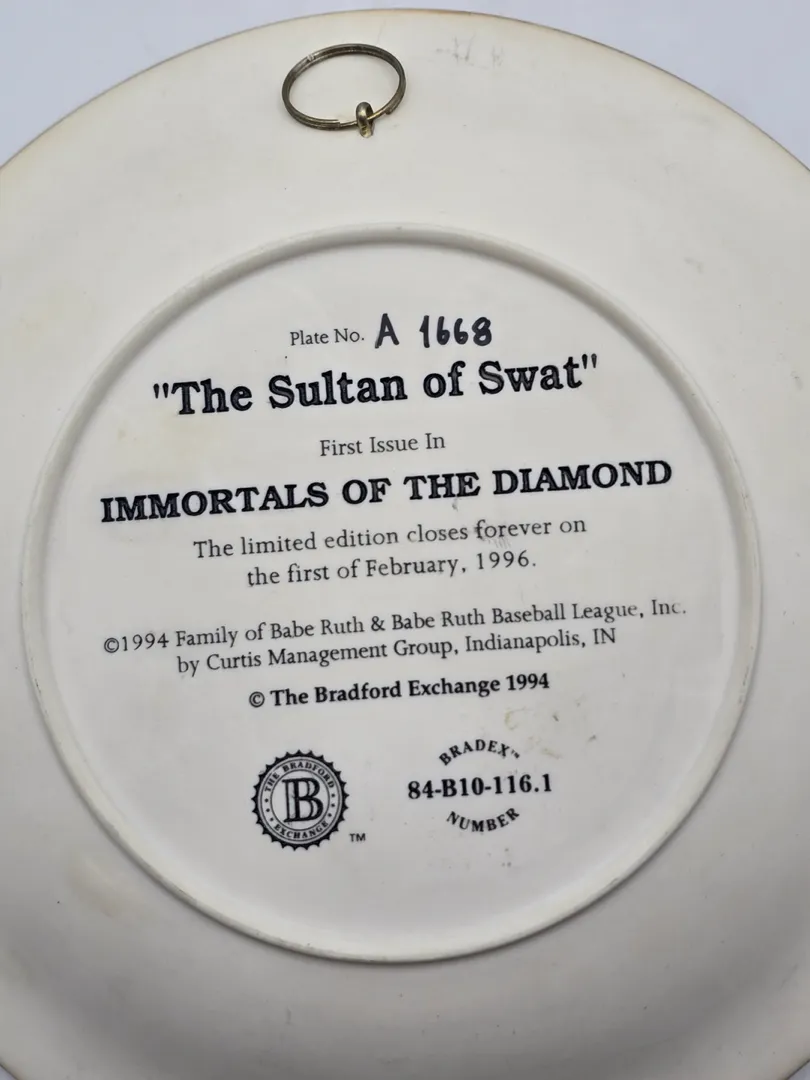 Plate No. A 1668
"The Sultan of Swat"
First Issue In
IMMORTALS OF THE DIAMOND
The limited edition closes forever on
the first of February, 1996.
©1994 Family of Babe Ruth & Babe Ruth Baseball League, Inc.
by Curtis Management Group, Indianapolis, IN
© The Bradford Exchange 1994
THE BRADFORD
B
EXCHANGE
TM
BRADEX™
84-B10-116.1
NUMBER